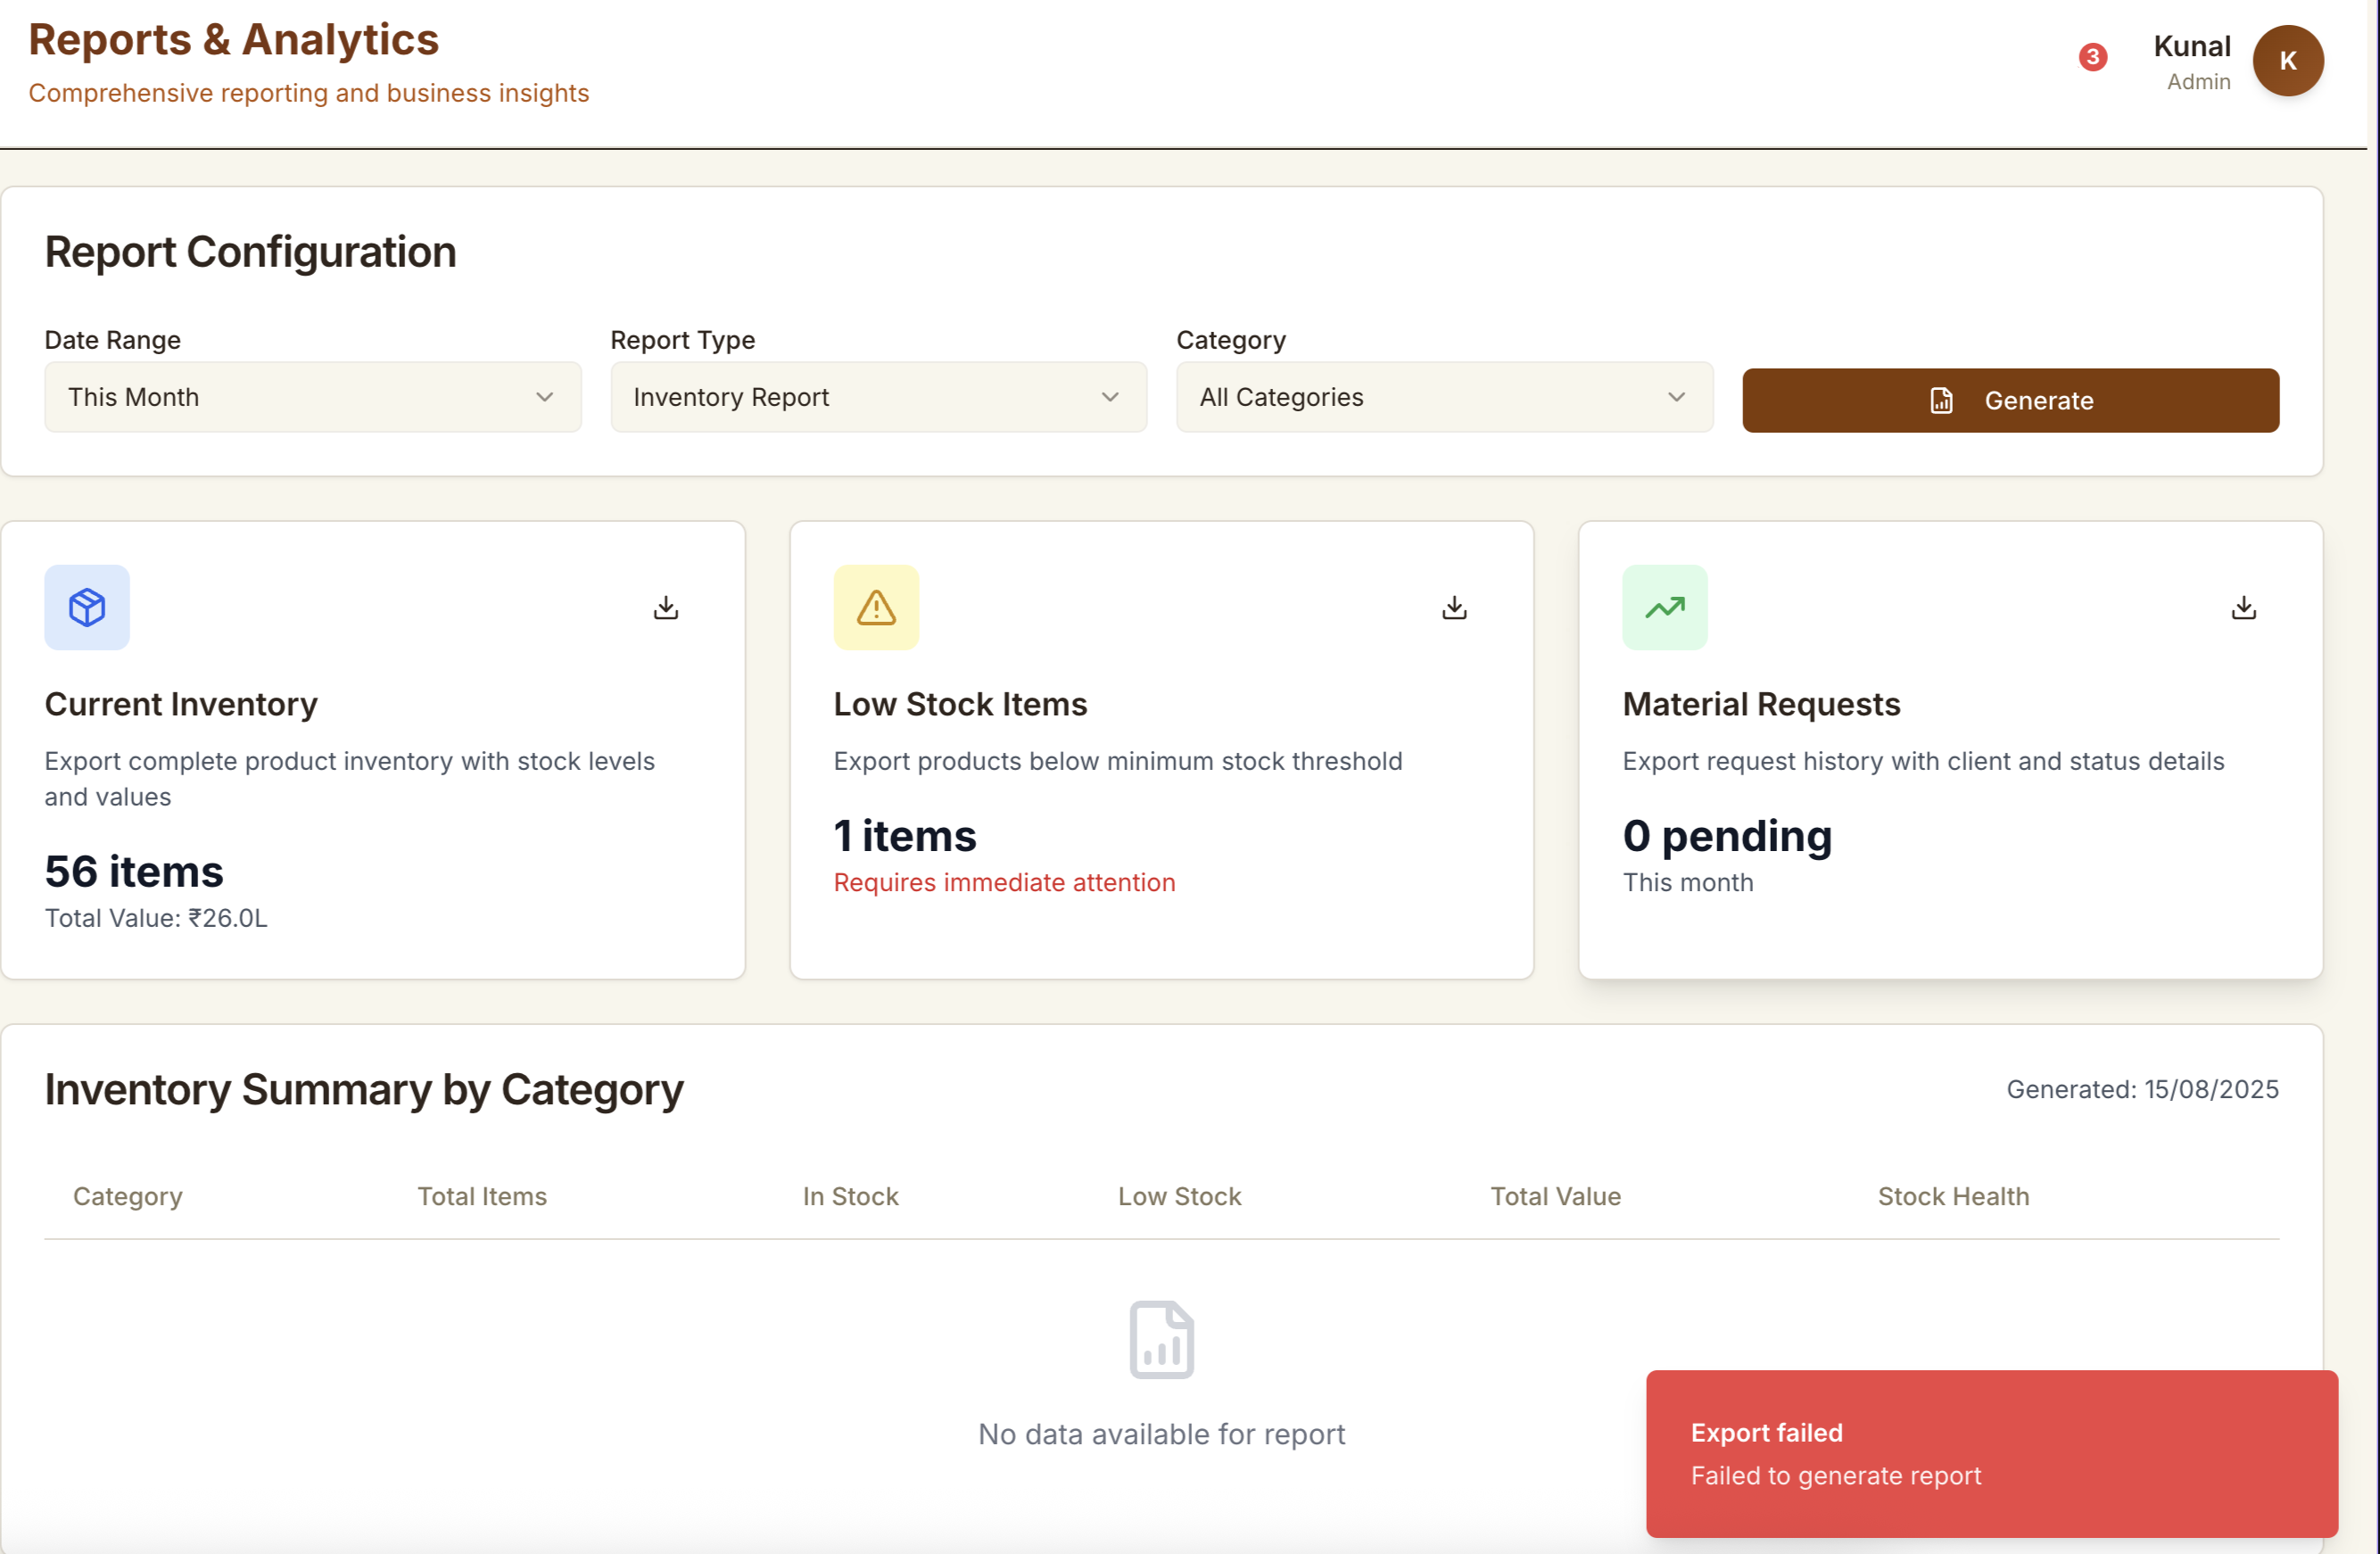 Reports & Analytics
Comprehensive reporting and business insights
3
Kunal
Admin
K
Report Configuration
Date Range
Report Type
Category
This Month
Inventory Report
All Categories
Generate
Current Inventory
Export complete product inventory with stock levels
and values
56 items
Total Value: ₹26.0L
Low Stock Items
Export products below minimum stock threshold
1 items
Requires immediate attention
Material Requests
Export request history with client and status details
0 pending
This month
Inventory Summary by Category
Generated: 15/08/2025
Category
Total Items
In Stock
Low Stock
Total Value
Stock Health
No data available for report
Export failed
Failed to generate report